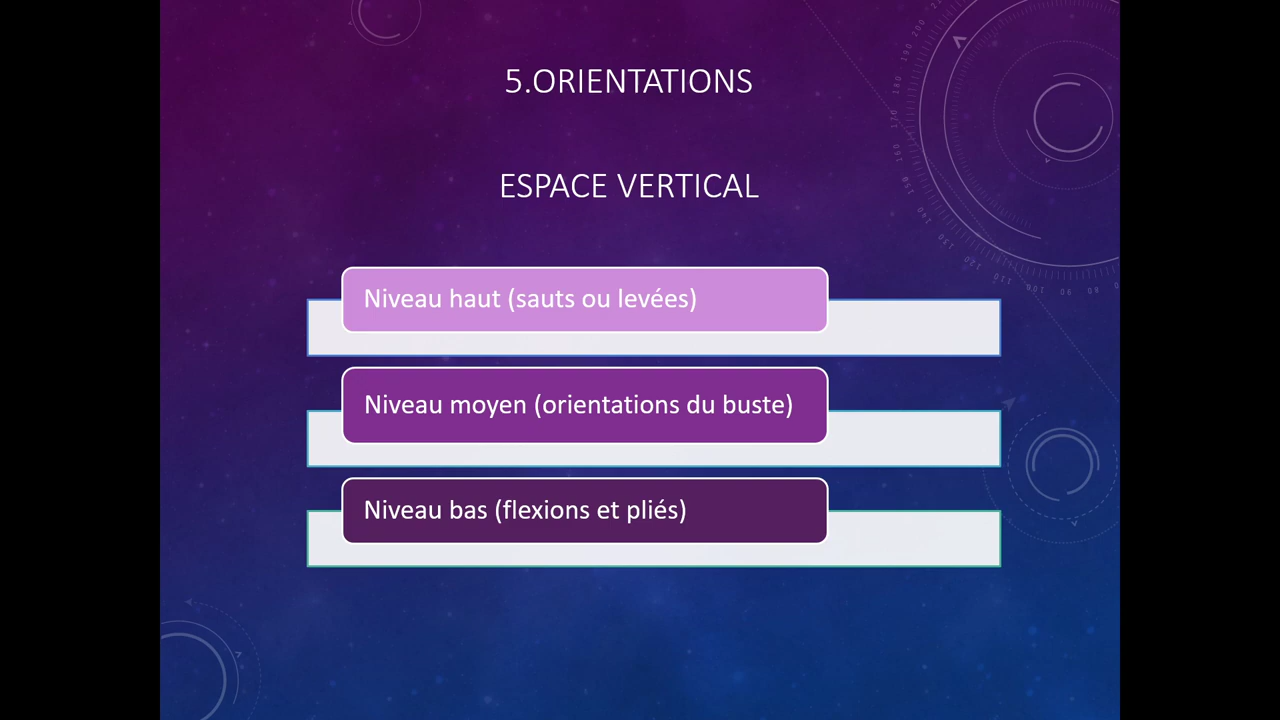 5.ORIENTATIONS
ESPACE VERTICAL
Niveau haut (sauts ou levées)
Niveau moyen (orientations du buste)
Niveau bas (flexions et pliés)